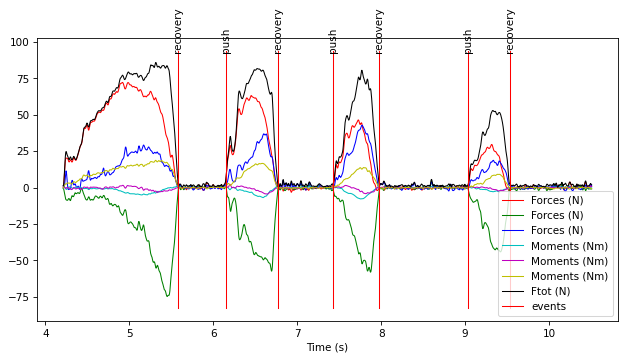 recovery push recovery push recovery push recovery
100
75
50
25
0
−25
−50
−75
4 5 6 7 8 9 10
Time (s)
Forces (N)
Forces (N)
Forces (N)
Moments (Nm)
Moments (Nm)
Moments (Nm)
Ftot (N)
events